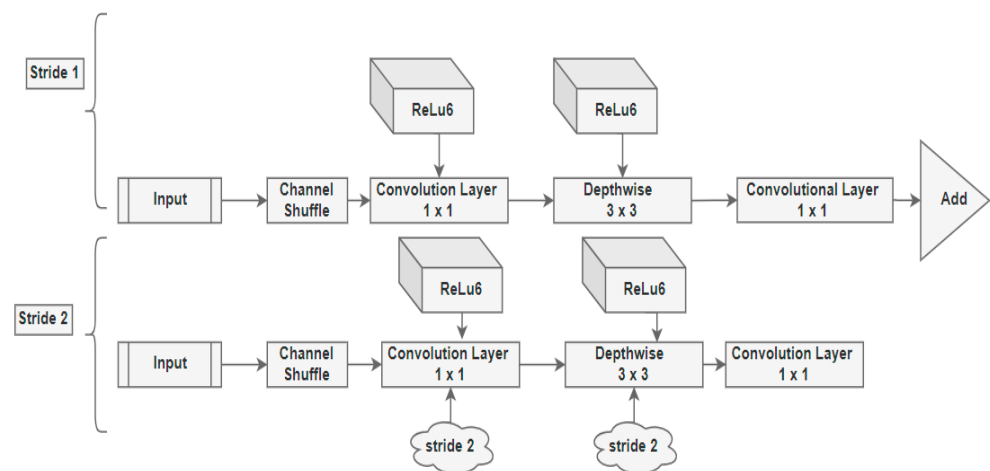 Stride 1
ReLu6
ReLu6
Input
Channel
Shuffle
Convolution Layer
1 x 1
Depthwise
3 x 3
Convolutional Layer
1 x 1
Add
Stride 2
ReLu6
ReLu6
Input
Channel
Shuffle
Convolution Layer
1 x 1
Depthwise
3 x 3
Convolution Layer
1 x 1
stride 2
stride 2